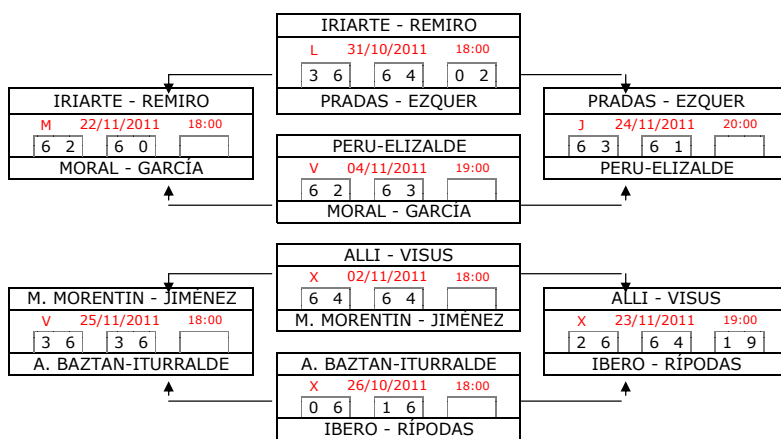 IRIARTE - REMIRO
L 31/10/2011 18:00
3 6 6 4 0 2
PRADAS - EZQUER
IRIARTE - REMIRO
M 22/11/2011 18:00
6 2 6 0
MORAL - GARCÍA
PRADAS - EZQUER
J 24/11/2011 20:00
6 3 6 1
PERU-ELIZALDE
PERU-ELIZALDE
V 04/11/2011 19:00
6 2 6 3
MORAL - GARCÍA
ALLI - VISUS
X 02/11/2011 18:00
6 4 6 4
M. MORENTIN - JIMÉNEZ
M. MORENTIN - JIMÉNEZ
V 25/11/2011 18:00
3 6 3 6
A. BAZTAN-ITURRALDE
ALLI - VISUS
X 23/11/2011 19:00
2 6 6 4 1 9
IBERO - RÍPODAS
A. BAZTAN-ITURRALDE
X 26/10/2011 18:00
0 6 1 6
IBERO - RÍPODAS